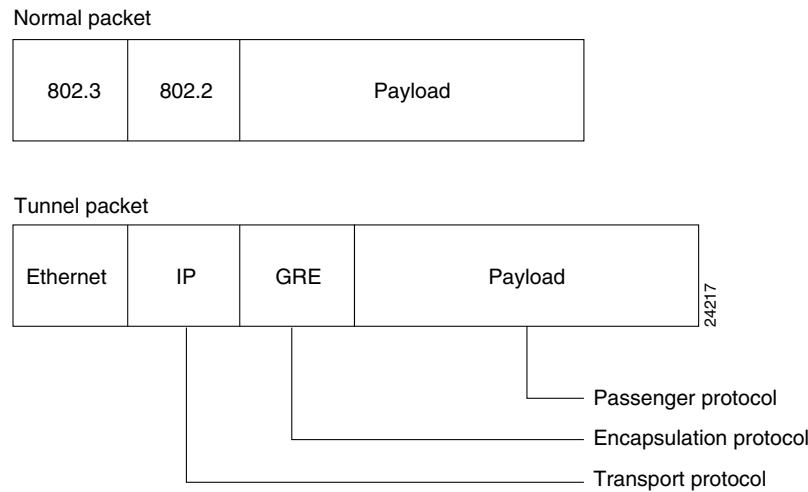 Normal packet
802.3
802.2
Payload
Tunnel packet
Ethernet
IP
GRE
Payload
24217
Passenger protocol
Encapsulation protocol
Transport protocol